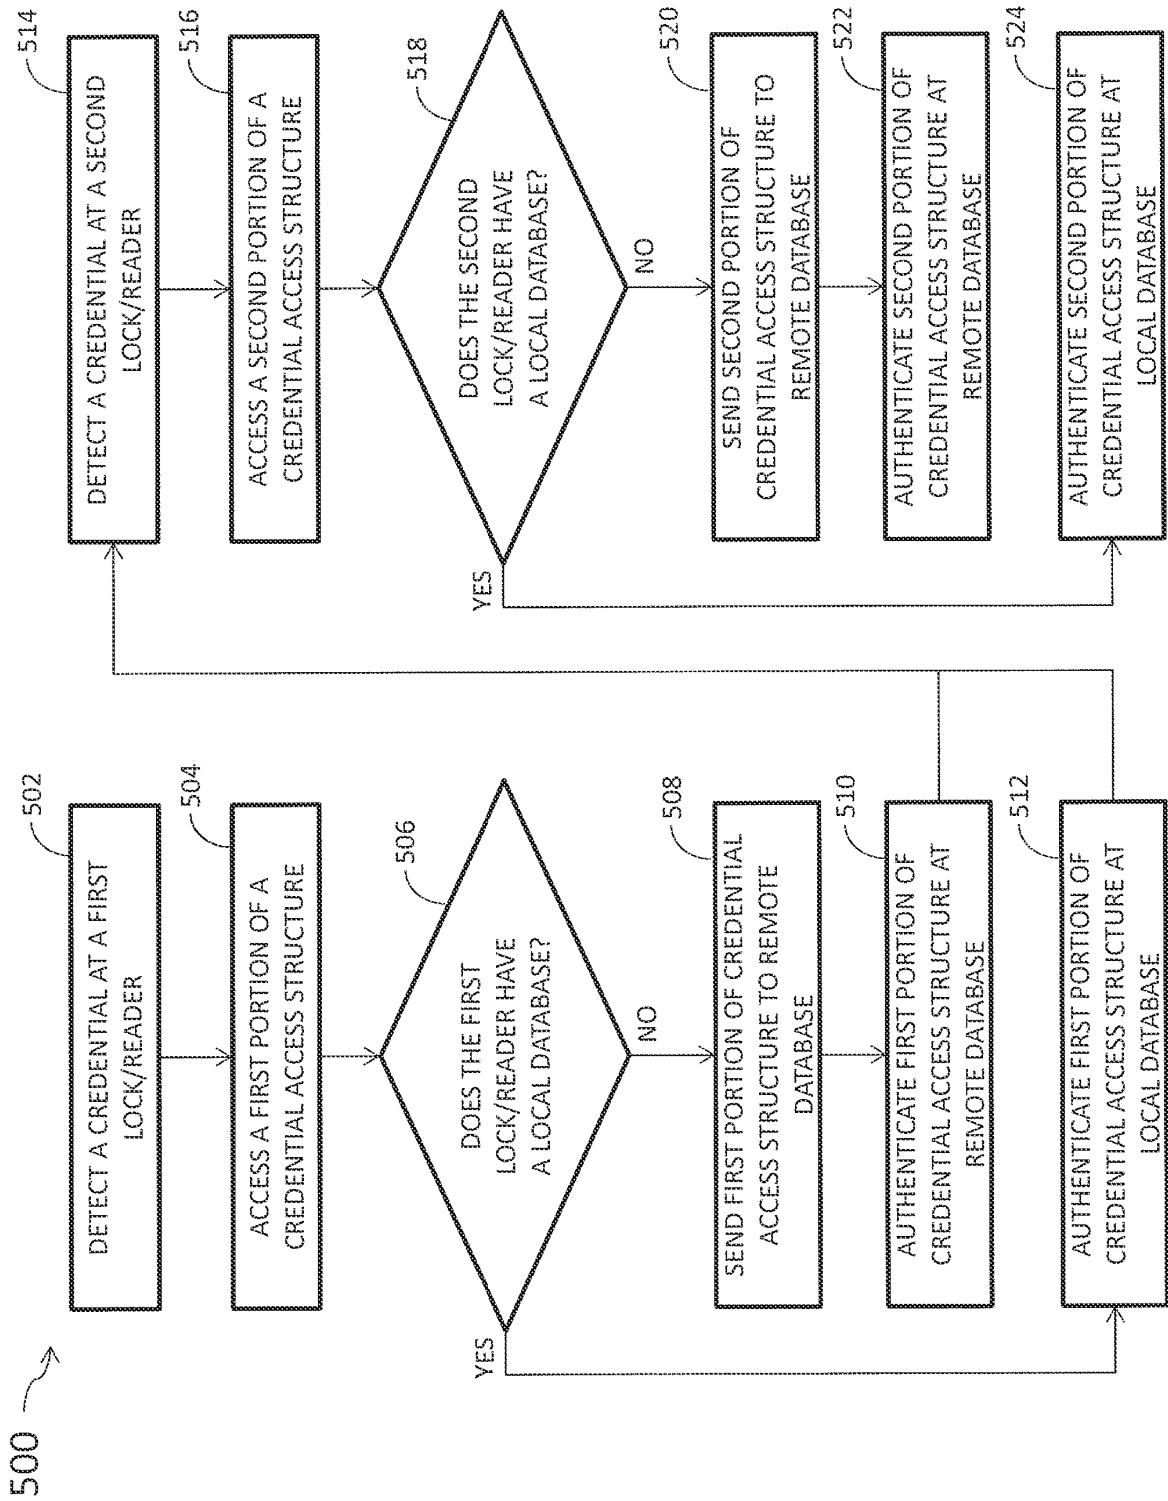 500
502
DETECT A CREDENTIAL AT A FIRST
LOCK/READER
504
ACCESS A FIRST PORTION OF A
CREDENTIAL ACCESS STRUCTURE
506
DOES THE FIRST
LOCK/READER HAVE
A LOCAL DATABASE?
YES
NO
508
SEND FIRST PORTION OF CREDENTIAL
ACCESS STRUCTURE TO REMOTE
DATABASE
510
AUTHENTICATE FIRST PORTION OF
CREDENTIAL ACCESS STRUCTURE AT
REMOTE DATABASE
512
AUTHENTICATE FIRST PORTION OF
CREDENTIAL ACCESS STRUCTURE AT
LOCAL DATABASE
514
DETECT A CREDENTIAL AT A SECOND
LOCK/READER
516
ACCESS A SECOND PORTION OF A
CREDENTIAL ACCESS STRUCTURE
518
DOES THE SECOND
LOCK/READER HAVE
A LOCAL DATABASE?
YES
NO
520
SEND SECOND PORTION OF
CREDENTIAL ACCESS STRUCTURE TO
REMOTE DATABASE
522
AUTHENTICATE SECOND PORTION OF
CREDENTIAL ACCESS STRUCTURE AT
REMOTE DATABASE
524
AUTHENTICATE SECOND PORTION OF
CREDENTIAL ACCESS STRUCTURE AT
LOCAL DATABASE